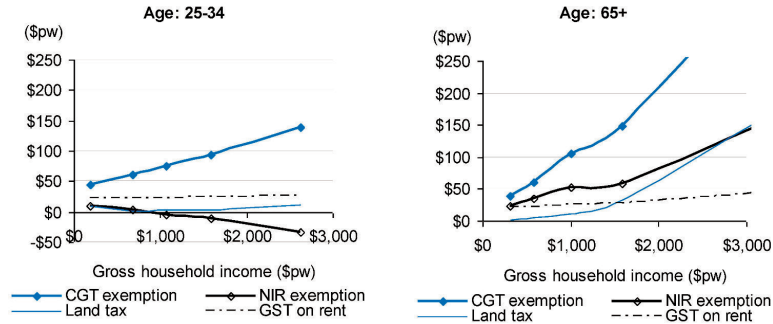 Age: 25-34
($pw)
$250
$200
$150
$100
$50
$0
-$50
$0
$1,000
$2,000
$3,000
Gross household income ($pw)
CGT exemption
NIR exemption
Land tax
GST on rent
Age: 65+
($pw)
$250
$200
$150
$100
$50
$0
$0
$1,000
$2,000
$3,000
Gross household income ($pw)
CGT exemption
NIR exemption
Land tax
GST on rent